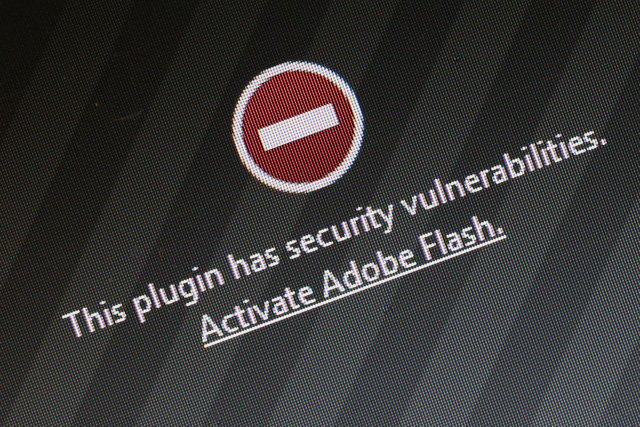 This plugin has security vulnerabilities.
Activate Adobe Flash.